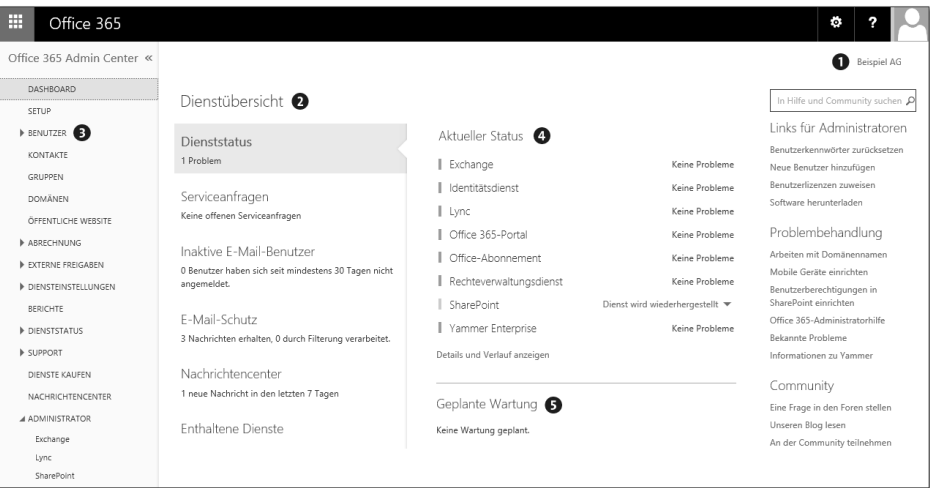 Office 365
?
Office 365 Admin Center «
1 Beispiel AG
DASHBOARD
SETUP
BENUTZER 3
KONTAKTE
GRUPPEN
DOMÄNEN
ÖFFENTLICHE WEBSITE
ABRECHNUNG
EXTERNE FREIGABEN
DIENSTEINSTELLUNGEN
BERICHTE
DIENSTSTATUS
SUPPORT
DIENSTE KAUFEN
NACHRICHTENCENTER
ADMINISTRATOR
Exchange
Lync
SharePoint
Dienstübersicht 2
Dienststatus
1 Problem
Serviceanfragen
Keine offenen Serviceanfragen
Inaktive E-Mail-Benutzer
0 Benutzer haben sich seit mindestens 30 Tagen nicht
angemeldet.
E-Mail-Schutz
3 Nachrichten erhalten, 0 durch Filterung verarbeitet.
Nachrichtencenter
1 neue Nachricht in den letzten 7 Tagen
Enthaltene Dienste
Aktueller Status 4
Exchange Keine Probleme
Identitätsdienst Keine Probleme
Lync Keine Probleme
Office 365-Portal Keine Probleme
Office-Abonnement Keine Probleme
Rechteverwaltungsdienst Keine Probleme
SharePoint Dienst wird wiederhergestellt
Yammer Enterprise Keine Probleme
Details und Verlauf anzeigen
Geplante Wartung 5
Keine Wartung geplant.
In Hilfe und Community suchen
Links für Administratoren
Benutzerkennwörter zurücksetzen
Neue Benutzer hinzufügen
Benutzerlizenzen zuweisen
Software herunterladen
Problembehandlung
Arbeiten mit Domänennamen
Mobile Geräte einrichten
Benutzerberechtigungen in
SharePoint einrichten
Office 365-Administratorhilfe
Bekannte Probleme
Informationen zu Yammer
Community
Eine Frage in den Foren stellen
Unseren Blog lesen
An der Community teilnehmen